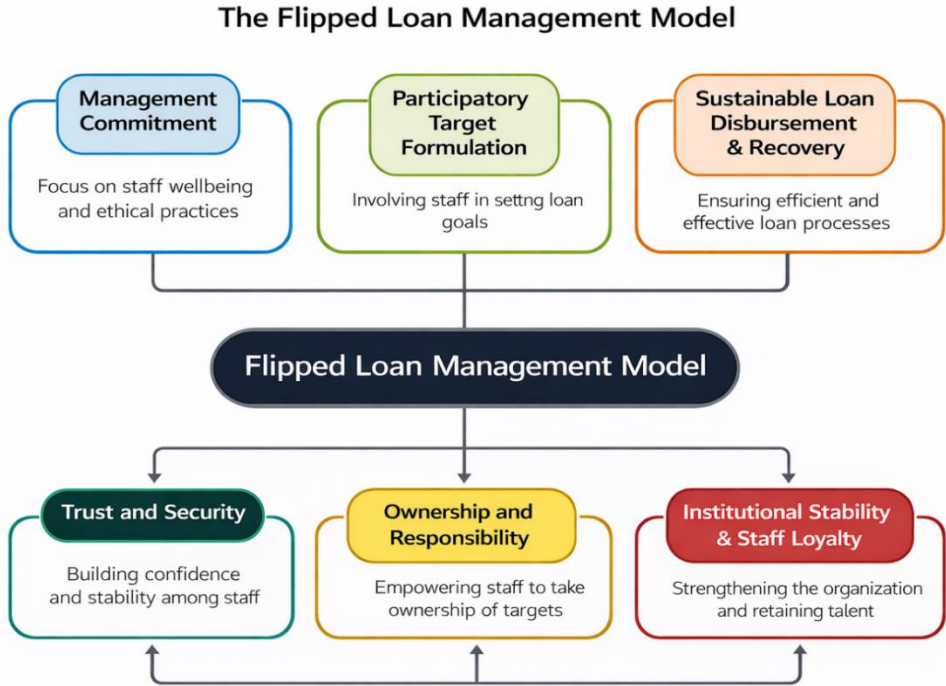 The Flipped Loan Management Model
Management
Commitment
Focus on staff wellbeing
and ethical practices
Participatory
Target
Formulation
Involving staff in settng loan
goals
Sustainable Loan
Disbursement
& Recovery
Ensuring efficient and
effective loan processes
Flipped Loan Management Model
Trust and Security
Building confidence
and stability among staff
Ownership and
Responsibility
Empowering staff to take
ownership of targets
Institutional Stability
& Staff Loyalty
Strengthening the organization
and retaining talent